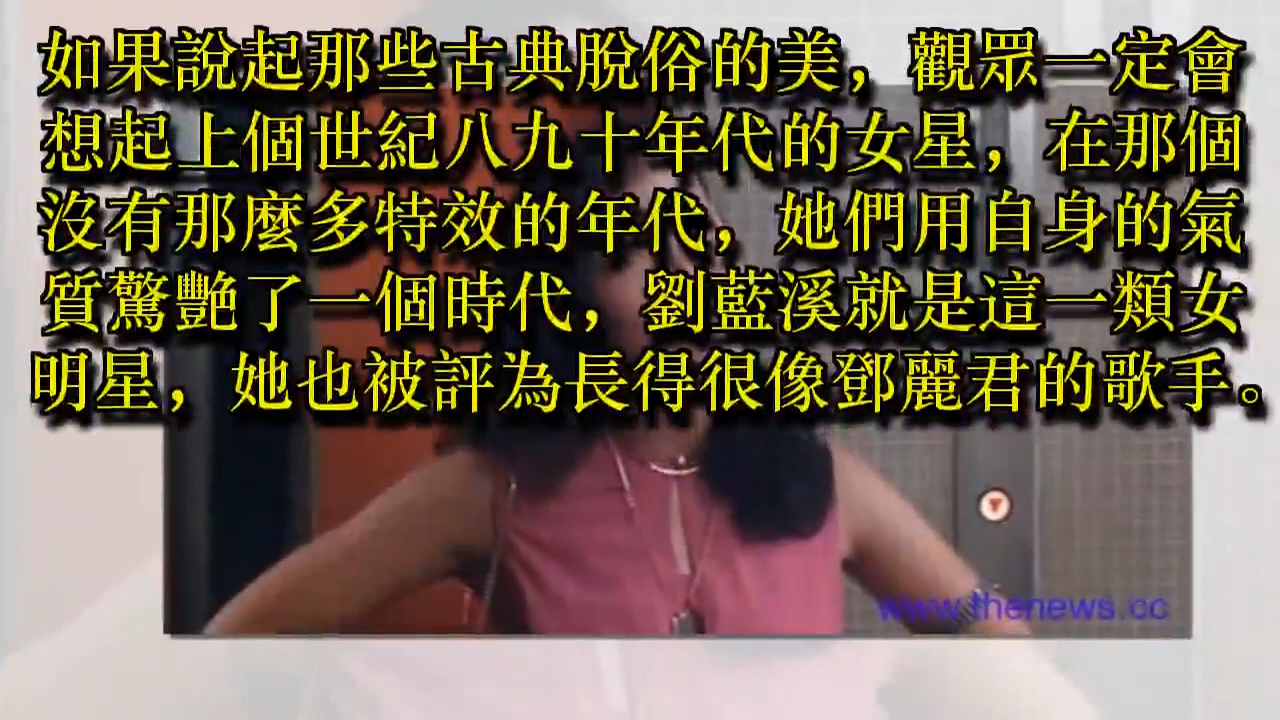 如果說起那些古典脫俗的美，觀眾一定會
想起上個世紀八九十年代的女星，在那個
沒有那麼多特效的年代，她們用自身的氣
質驚艷了一個時代，劉藍溪就是這一類女
明星，她也被評為長得很像鄧麗君的歌手。
www.thenews.cc